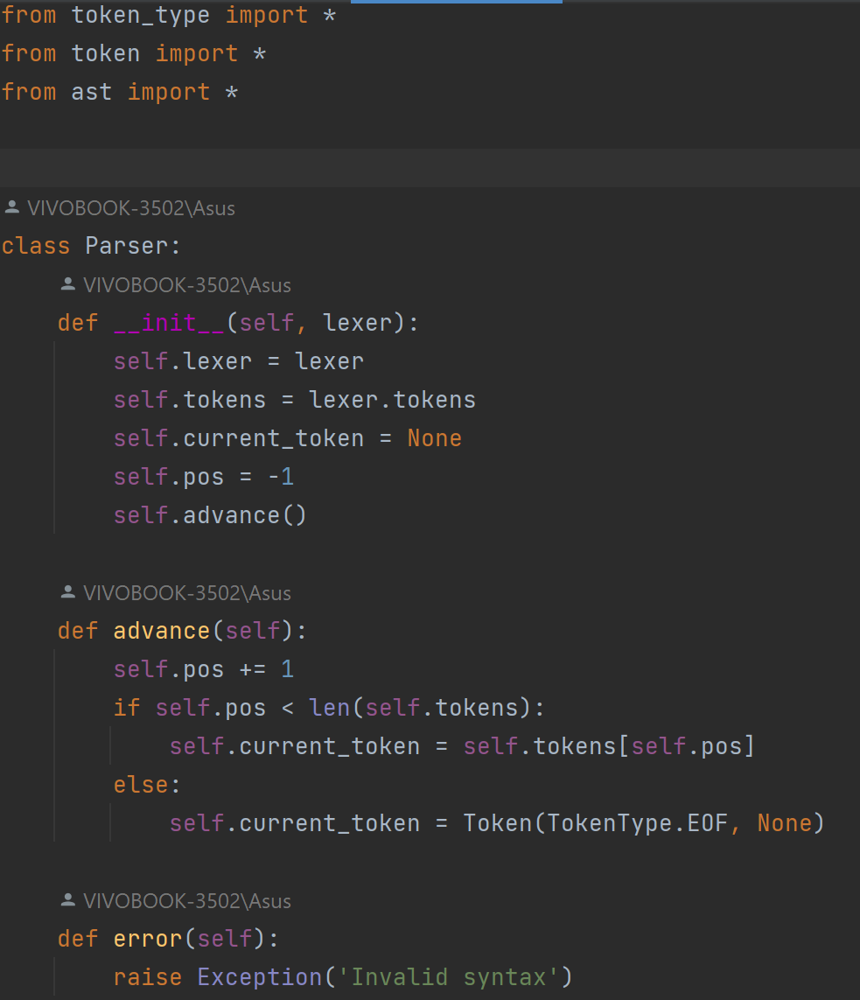 from token_type import *
from token import *
from ast import *
VIVOBOOK-3502\Asus
class Parser:
    VIVOBOOK-3502\Asus
    def __init__(self, lexer):
        self.lexer = lexer
        self.tokens = lexer.tokens
        self.current_token = None
        self.pos = -1
        self.advance()
    VIVOBOOK-3502\Asus
    def advance(self):
        self.pos += 1
        if self.pos < len(self.tokens):
            self.current_token = self.tokens[self.pos]
        else:
            self.current_token = Token(TokenType.EOF, None)
    VIVOBOOK-3502\Asus
    def error(self):
        raise Exception('Invalid syntax')